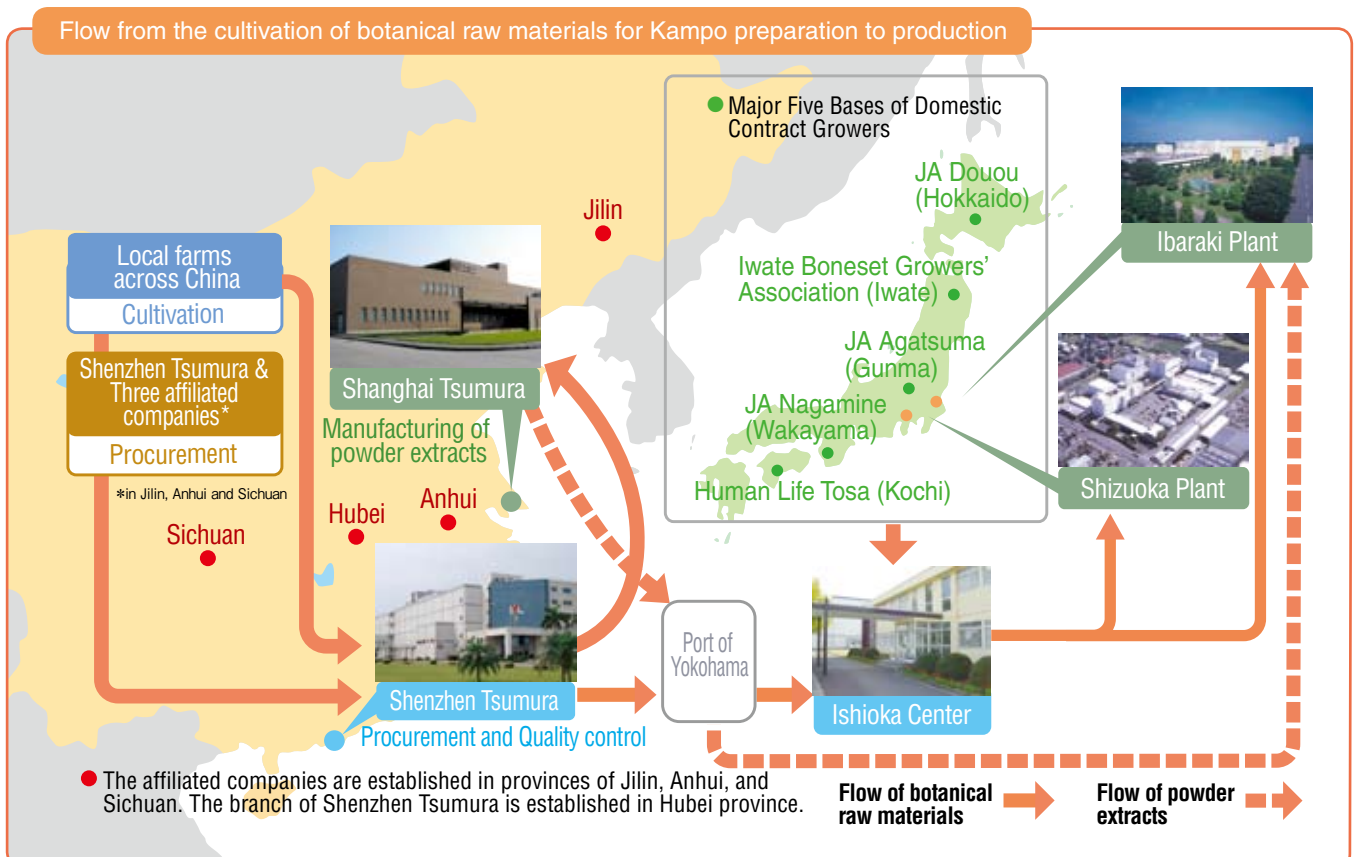 Flow from the cultivation of botanical raw materials for Kampo preparation to production
Major Five Bases of Domestic
Contract Growers
JA Douou
(Hokkaido)
Iwate Boneset Growers'
Association (Iwate)
JA Agatsuma
(Gunma)
JA Nagamine
(Wakayama)
Human Life Tosa (Kochi)
Ibaraki Plant
Shizuoka Plant
Jilin
Local farms
across China
Cultivation
Shenzhen Tsumura &
Three affiliated
companies*
Procurement
*in Jilin, Anhui and Sichuan
Shanghai Tsumura
Manufacturing of
powder extracts
Anhui
Hubei
Sichuan
Shenzhen Tsumura
Procurement and Quality control
Port of
Yokohama
Ishioka Center
The affiliated companies are established in provinces of Jilin, Anhui, and
Sichuan. The branch of Shenzhen Tsumura is established in Hubei province.
Flow of botanical
raw materials
Flow of powder
extracts